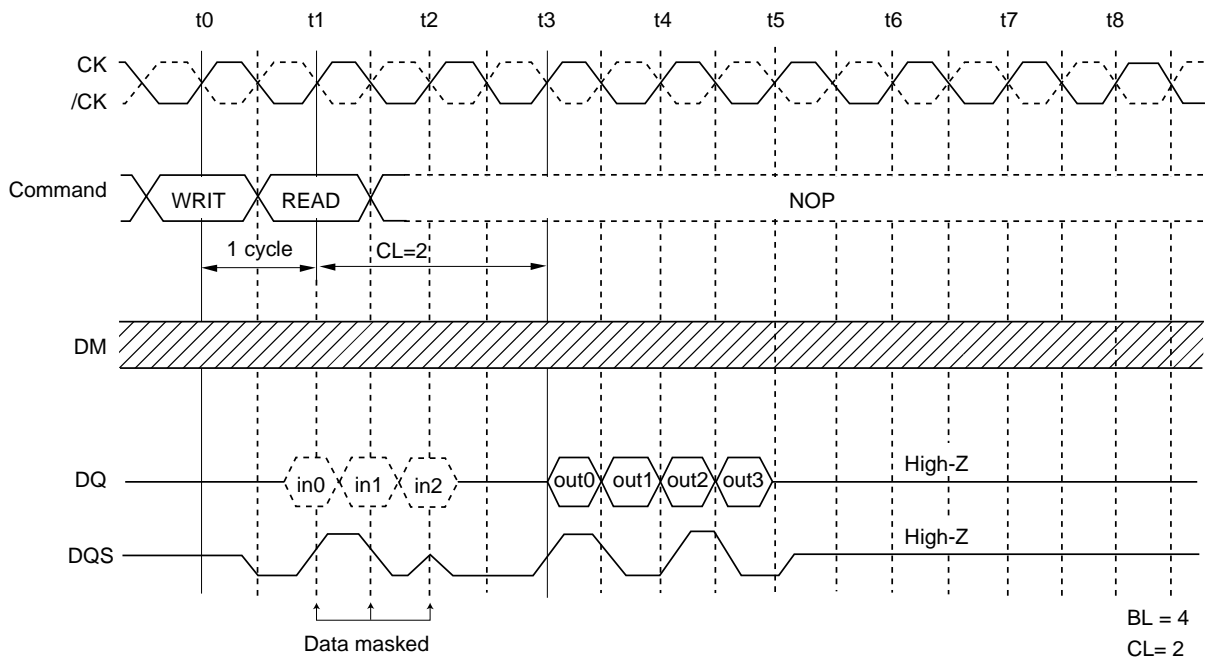 t0 t1 t2 t3 t4 t5 t6 t7 t8
CK
/CK
Command WRIT READ NOP
1 cycle CL=2
DM
DQ in0 in1 in2 out0 out1 out2 out3 High-Z
DQS High-Z
Data masked
BL = 4
CL= 2